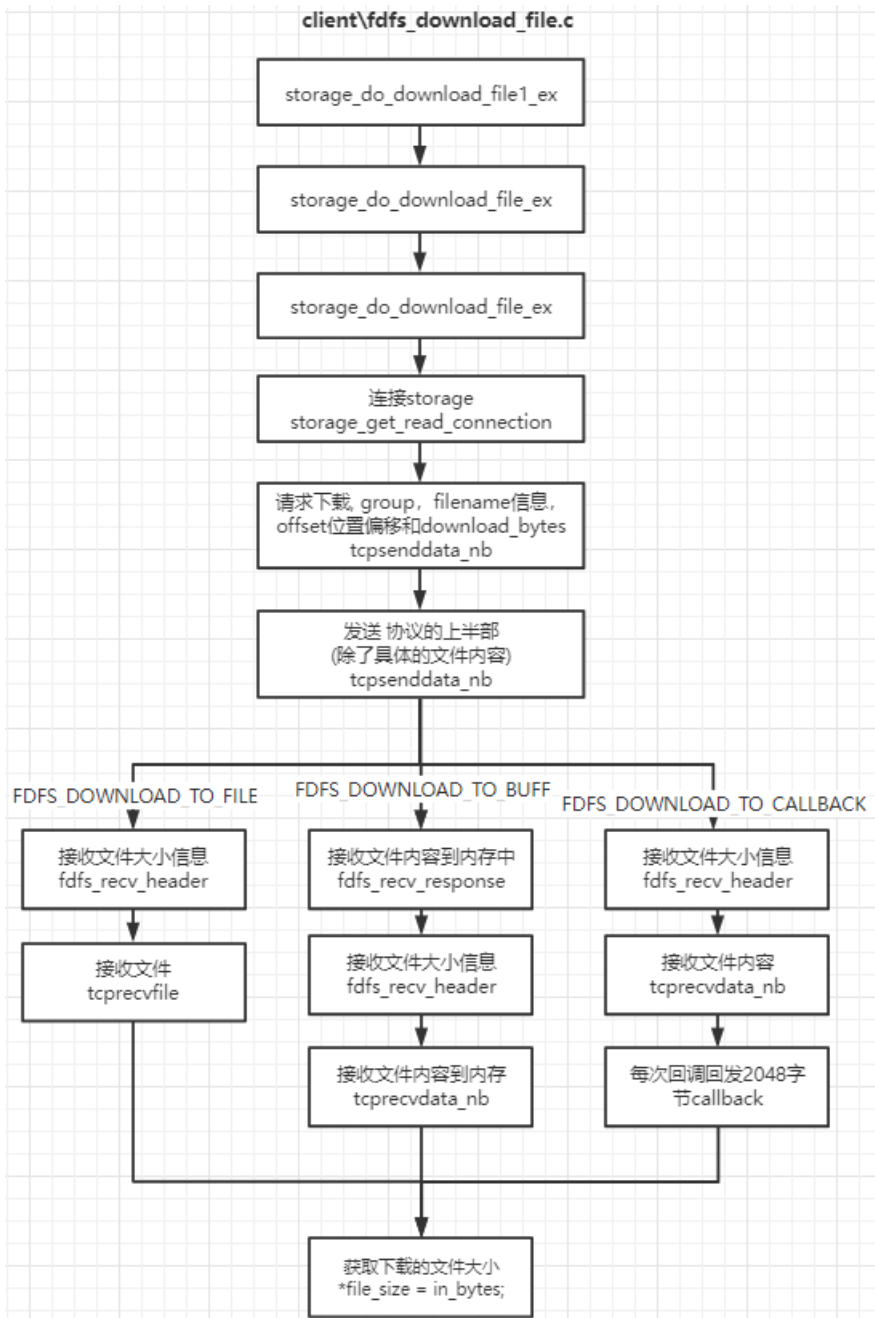 client\fdfs_download_file.c
storage_do_download_file1_ex
storage_do_download_file_ex
storage_do_download_file_ex
连接storage
storage_get_read_connection
请求下载, group，filename信息，
offset位置偏移和download_bytes
tcpsenddata_nb
发送 协议的上半部
(除了具体的文件内容)
tcpsenddata_nb
FDFS_DOWNLOAD_TO_FILE
FDFS_DOWNLOAD_TO_BUFF
FDFS_DOWNLOAD_TO_CALLBACK
接收文件大小信息
fdfs_recv_header
接收文件
tcprecvfile
接收文件内容到内存中
fdfs_recv_response
接收文件大小信息
fdfs_recv_header
接收文件内容到内存
tcprecvdata_nb
接收文件大小信息
fdfs_recv_header
接收文件内容
tcprecvdata_nb
每次回调回发2048字
节callback
获取下载的文件大小
*file_size = in_bytes;